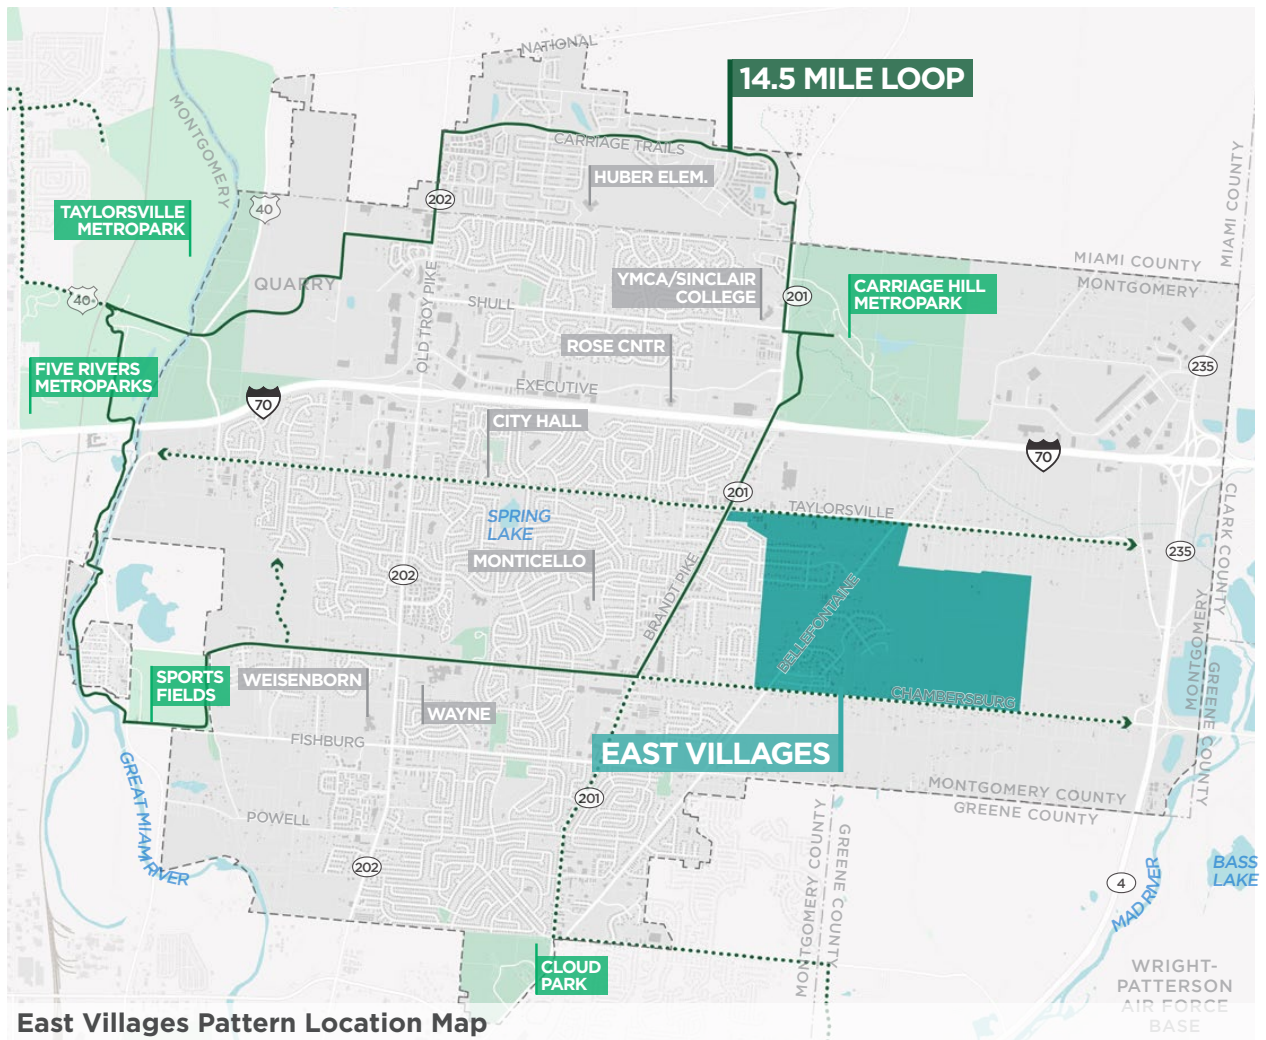 NATIONAL
14.5 MILE LOOP
MONTGOMERY
CARRIAGE TRAILS
MIAMI COUNTY
HUBER ELEM.
202
40
TAYLORSVILLE
METROPARK
MIAMI COUNTY
MONTGOMERY
YMCA/SINCLAIR
COLLEGE
QUARRY
40
SHULL
201
CARRIAGE HILL
METROPARK
OLD TROY PIKE
ROSE CNTR
235
FIVE RIVERS
METROPARKS
EXECUTIVE
70
CITY HALL
70
201
TAYLORSVILLE
CLARK COUNTY
SPRING
LAKE
235
MONTICELLO
202
BRANDT PIKE
BELLEFONTAINE
MONTGOMERY
GREENE COUNTY
SPORTS
FIELDS
WEISENBORN
CHAMBERSBURG
WAYNE
FISHBURG
EAST VILLAGES
GREAT MIAMI RIVER
201
MONTGOMERY COUNTY
GREENE COUNTY
POWELL
MONTGOMERY COUNTY
GREENE COUNTY
202
BASS
LAKE
4
MAD RIVER
CLOUD
PARK
WRIGHT-
PATTERSON
AIR FORCE
BASE
East Villages Pattern Location Map